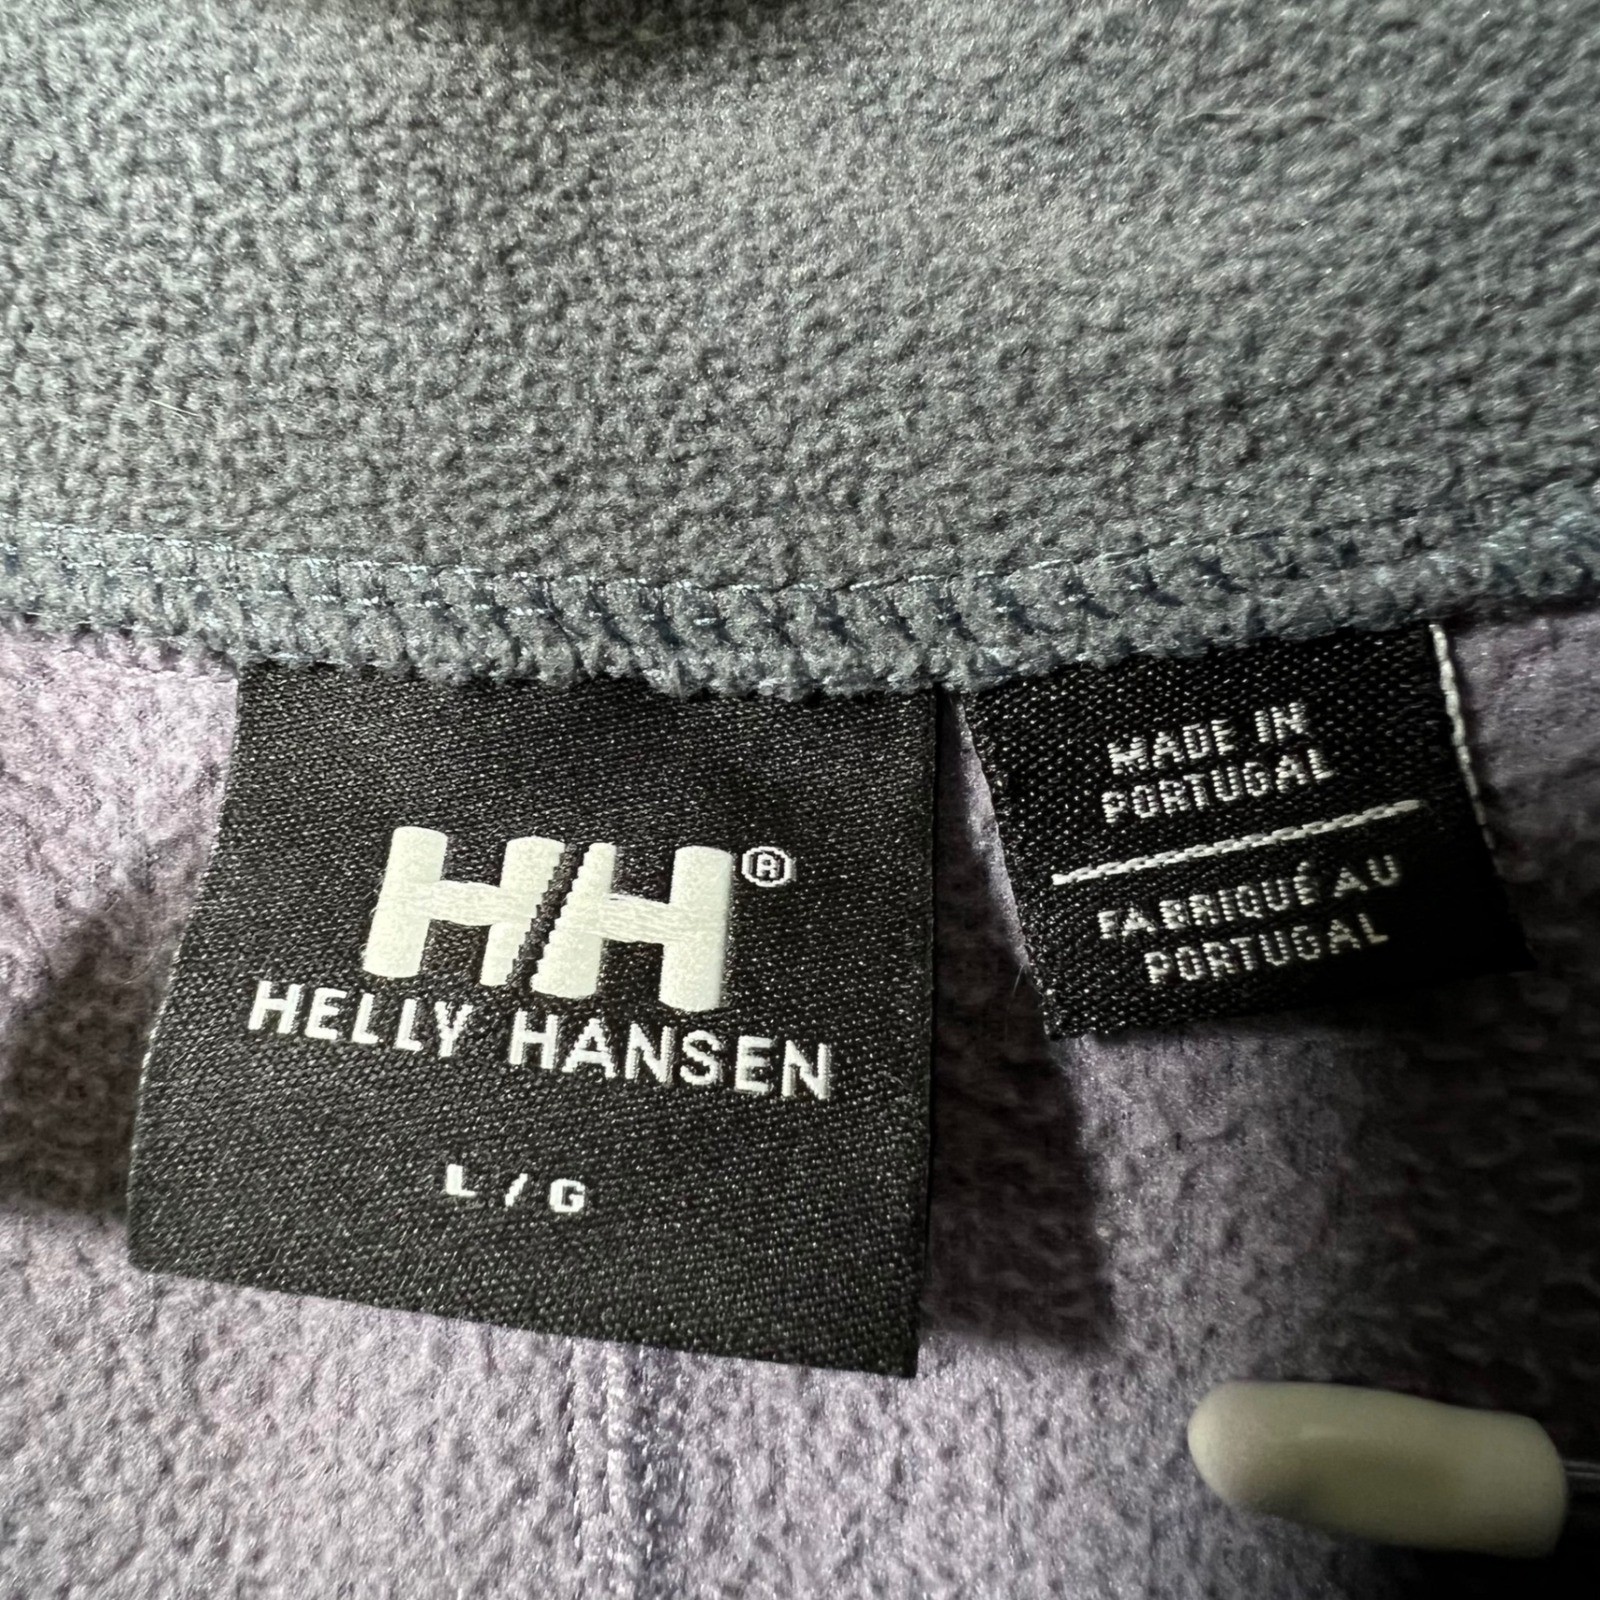 HH®
HELLY HANSEN
L / G
MADE IN
PORTUGAL
FABRIQUÉ AU
PORTUGAL